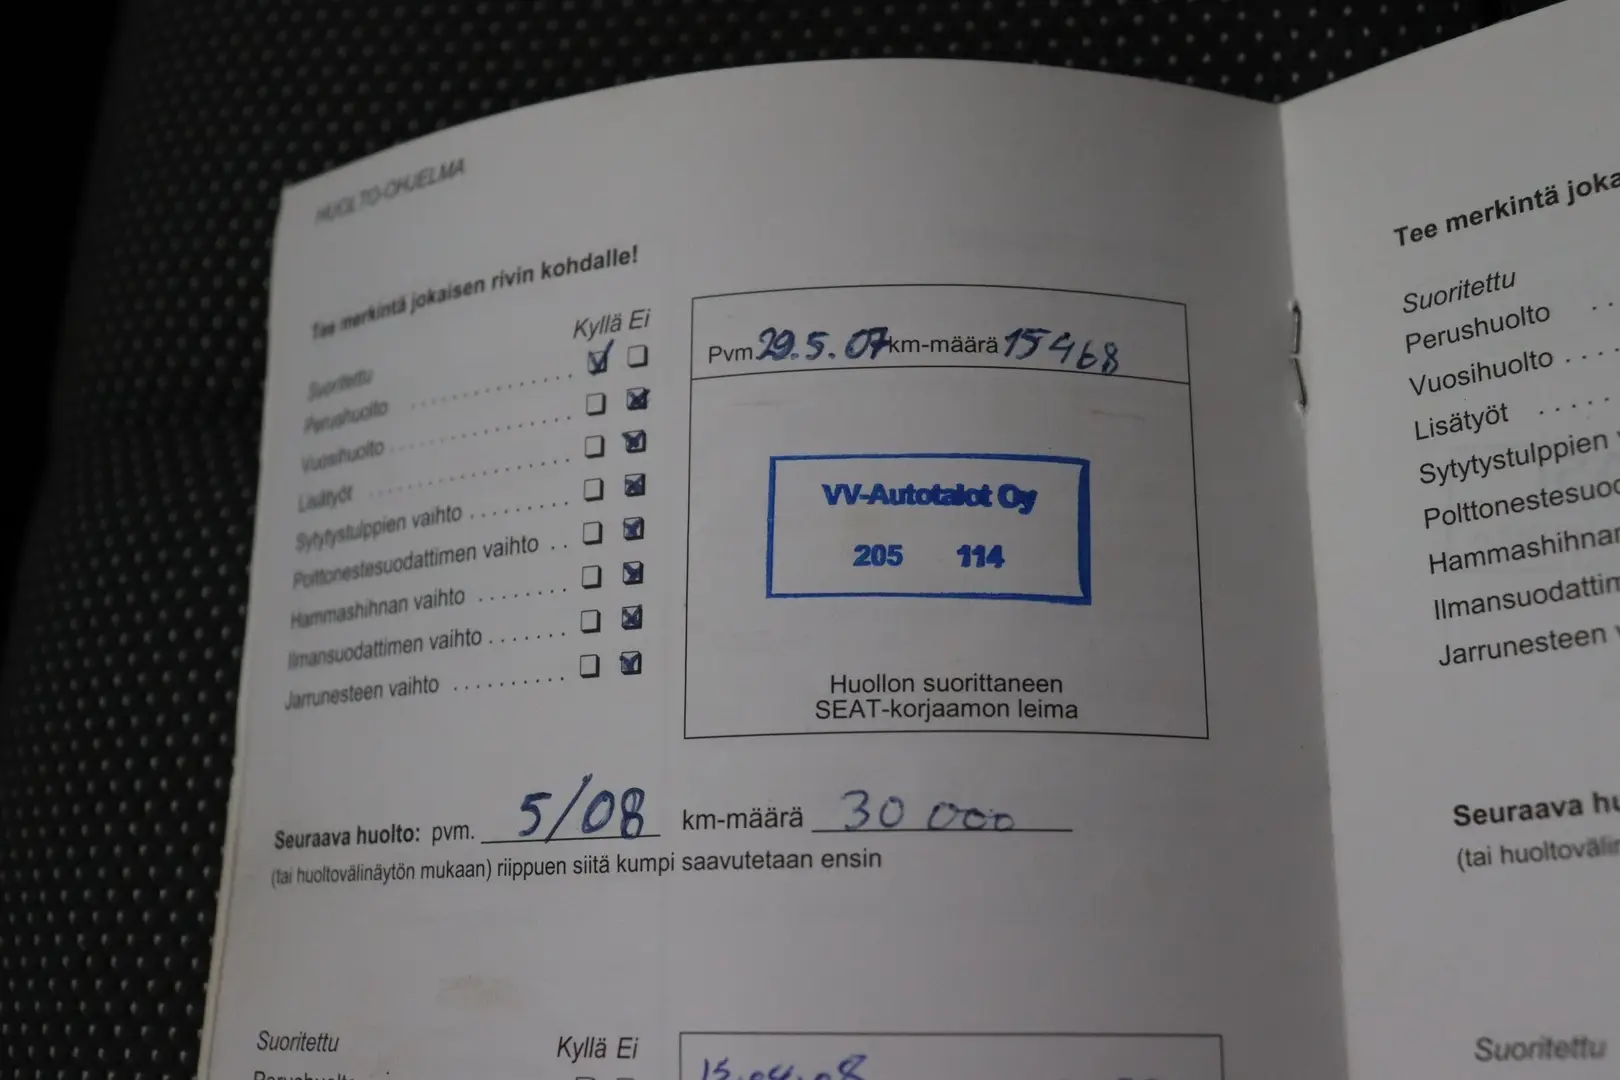 HUOLTO-OHJELMA
Tee merkintä jokaisen rivin kohdalle!
Kyllä Ei
Suoritettu
Perushuolto
Vuosihuolto
Lisätyöt
Sytytystulppien vaihto
Polttonestesuodattimen vaihto
Hammashihnan vaihto
Ilmansuodattimen vaihto
Jarrunesteen vaihto
Pvm 29.5.07 km-määrä 15468
VV-Autotalot Oy
205 114
Huollon suorittaneen
SEAT-korjaamon leima
Seuraava huolto: pvm. 5/08 km-määrä 30 000
(tai huoltovälinäytön mukaan) riippuen siitä kumpi saavutetaan ensin
Suoritettu Kyllä Ei
Perushuolto
15.04.08
Tee merkintä joka
Suoritettu
Perushuolto
Vuosihuolto
Lisätyöt
Sytytystulppien v
Polttonestesuod
Hammashihnan
Ilmansuodattim
Jarrunesteen v
Seuraava hu
(tai huoltovälin
Suoritettu